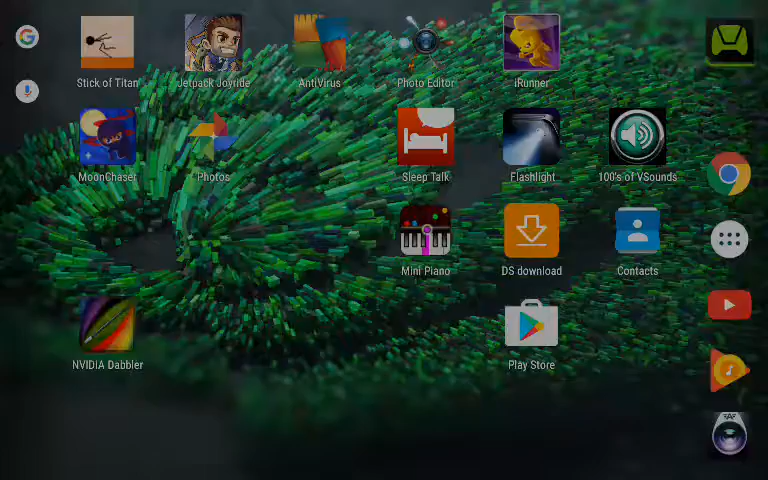 Stick of Titan
Jetpack Joyride
AntiVirus
Photo Editor
iRunner
MoonChaser
Photos
Sleep Talk
Flashlight
100's of VSounds
Mini Piano
DS download
Contacts
NVIDIA Dabbler
Play Store